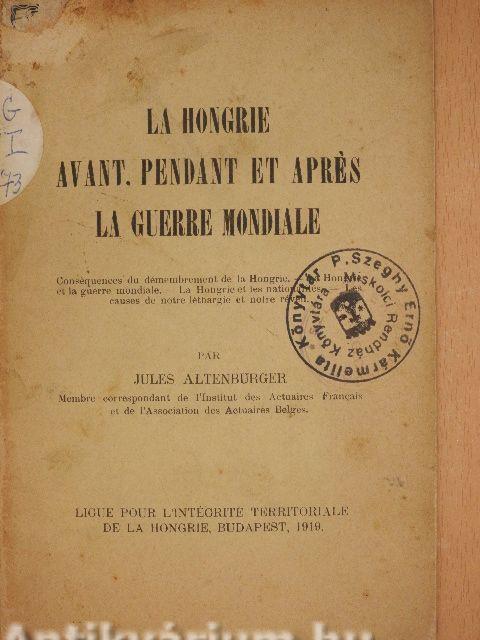 G
I
73
LA HONGRIE
AVANT, PENDANT ET APRÈS
LA GUERRE MONDIALE
Conséquences du démembrement de la Hongrie. — La Hongrie
et la guerre mondiale. — La Hongrie et les nationalités. — Les
causes de notre léthargie et notre réveil.
P. Szeghy Ernő Kármelita Könyvtár
Miskolci Rendház Könyvtára
PAR
JULES ALTENBURGER
Membre correspondant de l'Institut des Actuaires Français
et de l'Association des Actuaires Belges.
LIGUE POUR L'INTÉGRITÉ TERRITORIALE
DE LA HONGRIE, BUDAPEST, 1919.
Antikvárium.hu